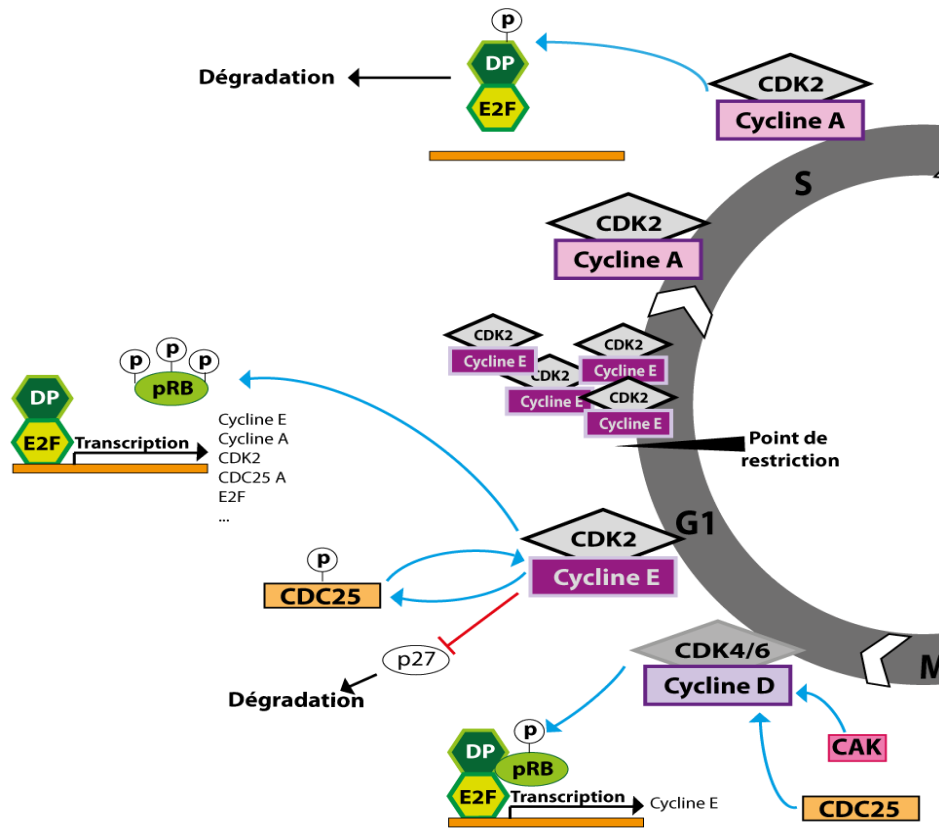 p
DP
E2F
Dégradation
CDK2
Cycline A
S
CDK2
Cycline A
CDK2
Cycline E
CDK2
Cycline E
CDK2
Cycline E
CDK2
Cycline E
Point de
restriction
p
p
p
pRB
DP
E2F
Transcription
Cycline E
Cycline A
CDK2
CDC25 A
E2F
...
G1
CDK2
Cycline E
p
CDC25
p27
Dégradation
CDK4/6
Cycline D
M
CAK
CDC25
p
DP
pRB
E2F
Transcription
Cycline E